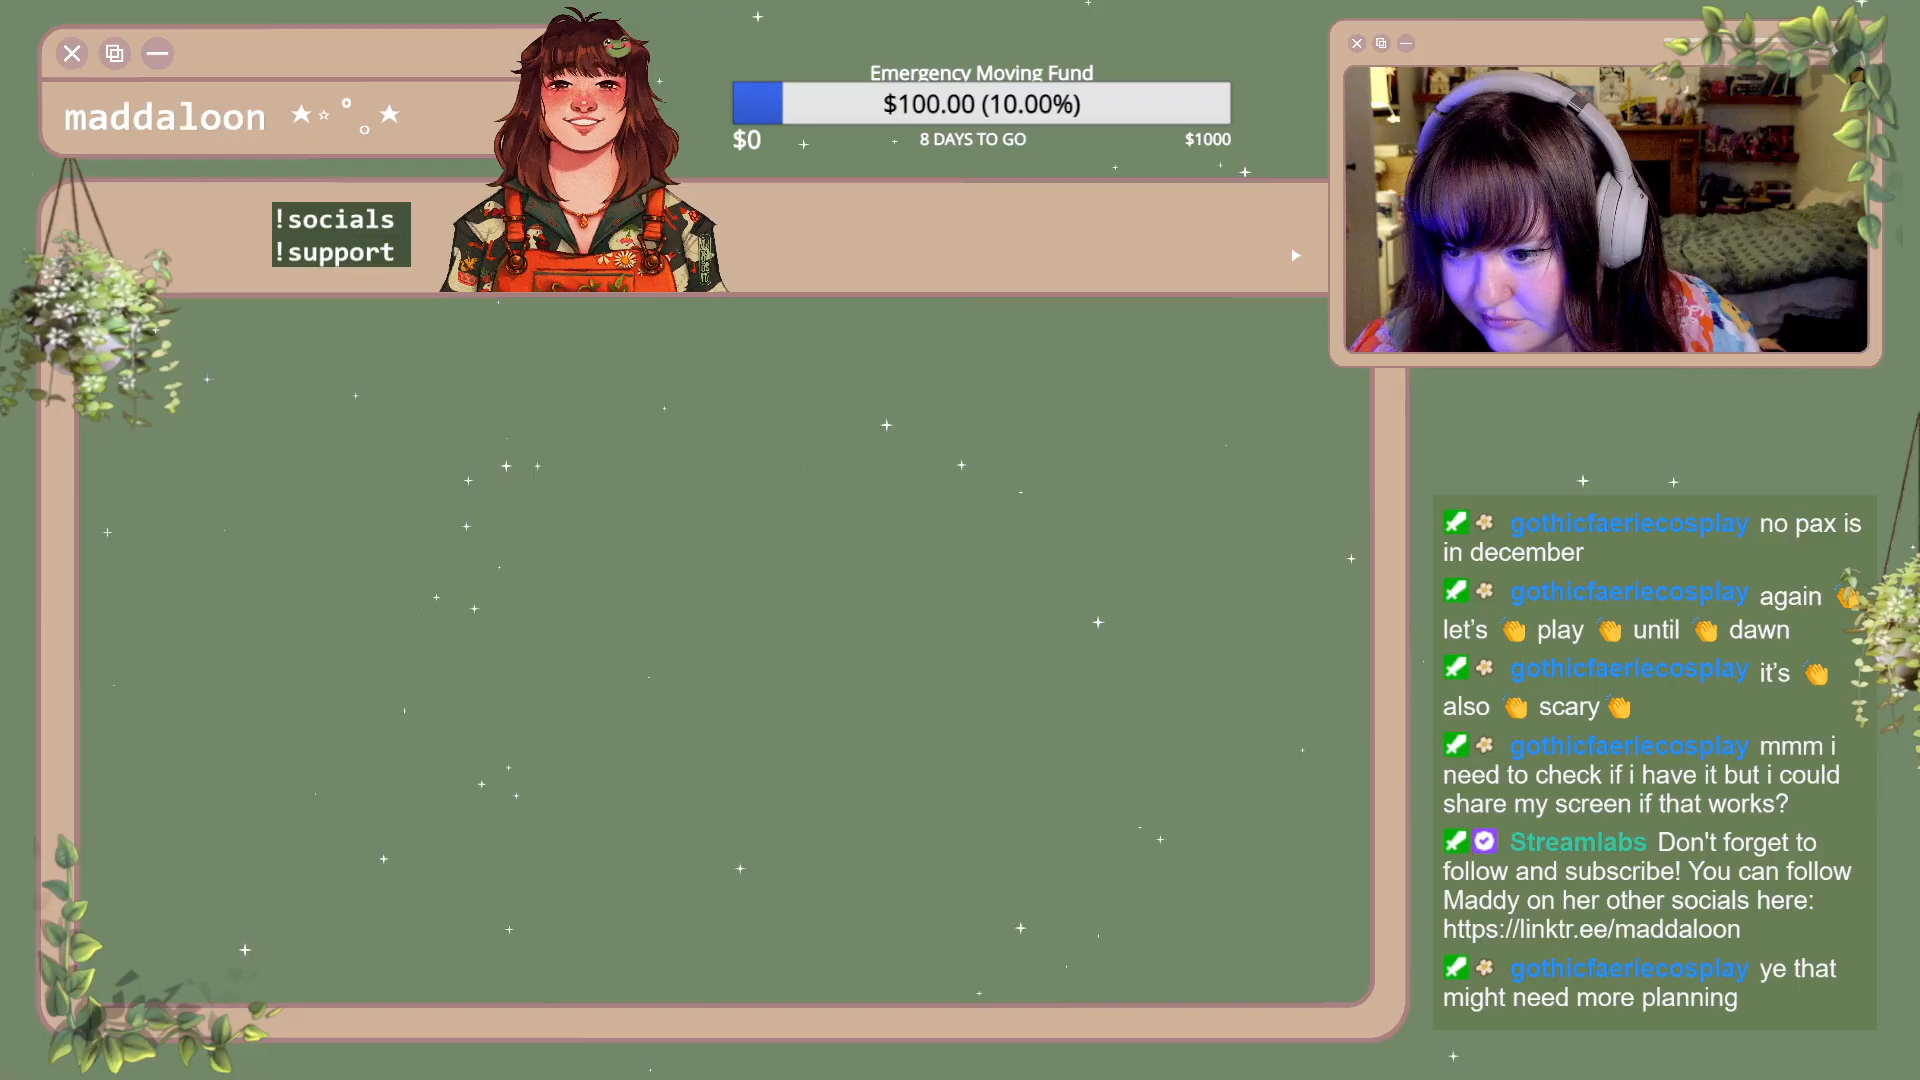 maddaloon
Emergency Moving Fund
$100.00 (10.00%)
$0
8 DAYS TO GO
$1000
!socials
!support
gothicfaeriecosplay no pax is
in december
gothicfaeriecosplay again 👏
let's 👏 play 👏 until 👏 dawn
gothicfaeriecosplay it's 👏
also 👏 scary 👏
gothicfaeriecosplay mmm i
need to check if i have it but i could
share my screen if that works?
Streamlabs Don't forget to
follow and subscribe! You can follow
Maddy on her other socials here:
https://linktr.ee/maddaloon
gothicfaeriecosplay ye that
might need more planning